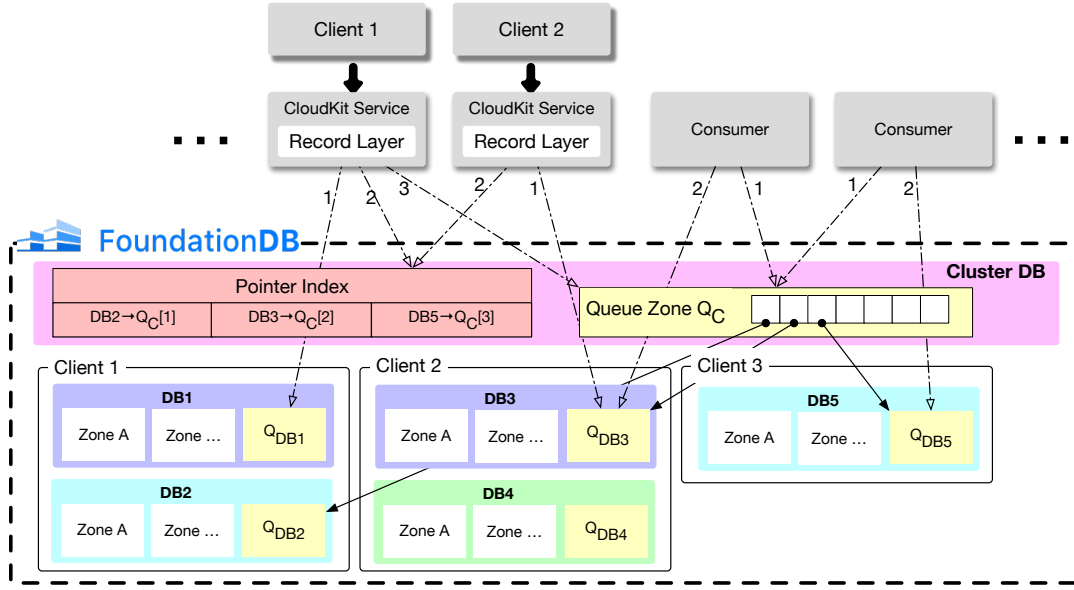 Client 1
Client 2
CloudKit Service
Record Layer
CloudKit Service
Record Layer
Consumer
Consumer
1
2
3
2
1
2
1
1
2
FoundationDB
Cluster DB
Pointer Index
DB2→QC[1]
DB3→QC[2]
DB5→QC[3]
Queue Zone QC
Client 1
DB1
Zone A
Zone ...
QDB1
DB2
Zone A
Zone ...
QDB2
Client 2
DB3
Zone A
Zone ...
QDB3
DB4
Zone A
Zone ...
QDB4
Client 3
DB5
Zone A
Zone ...
QDB5